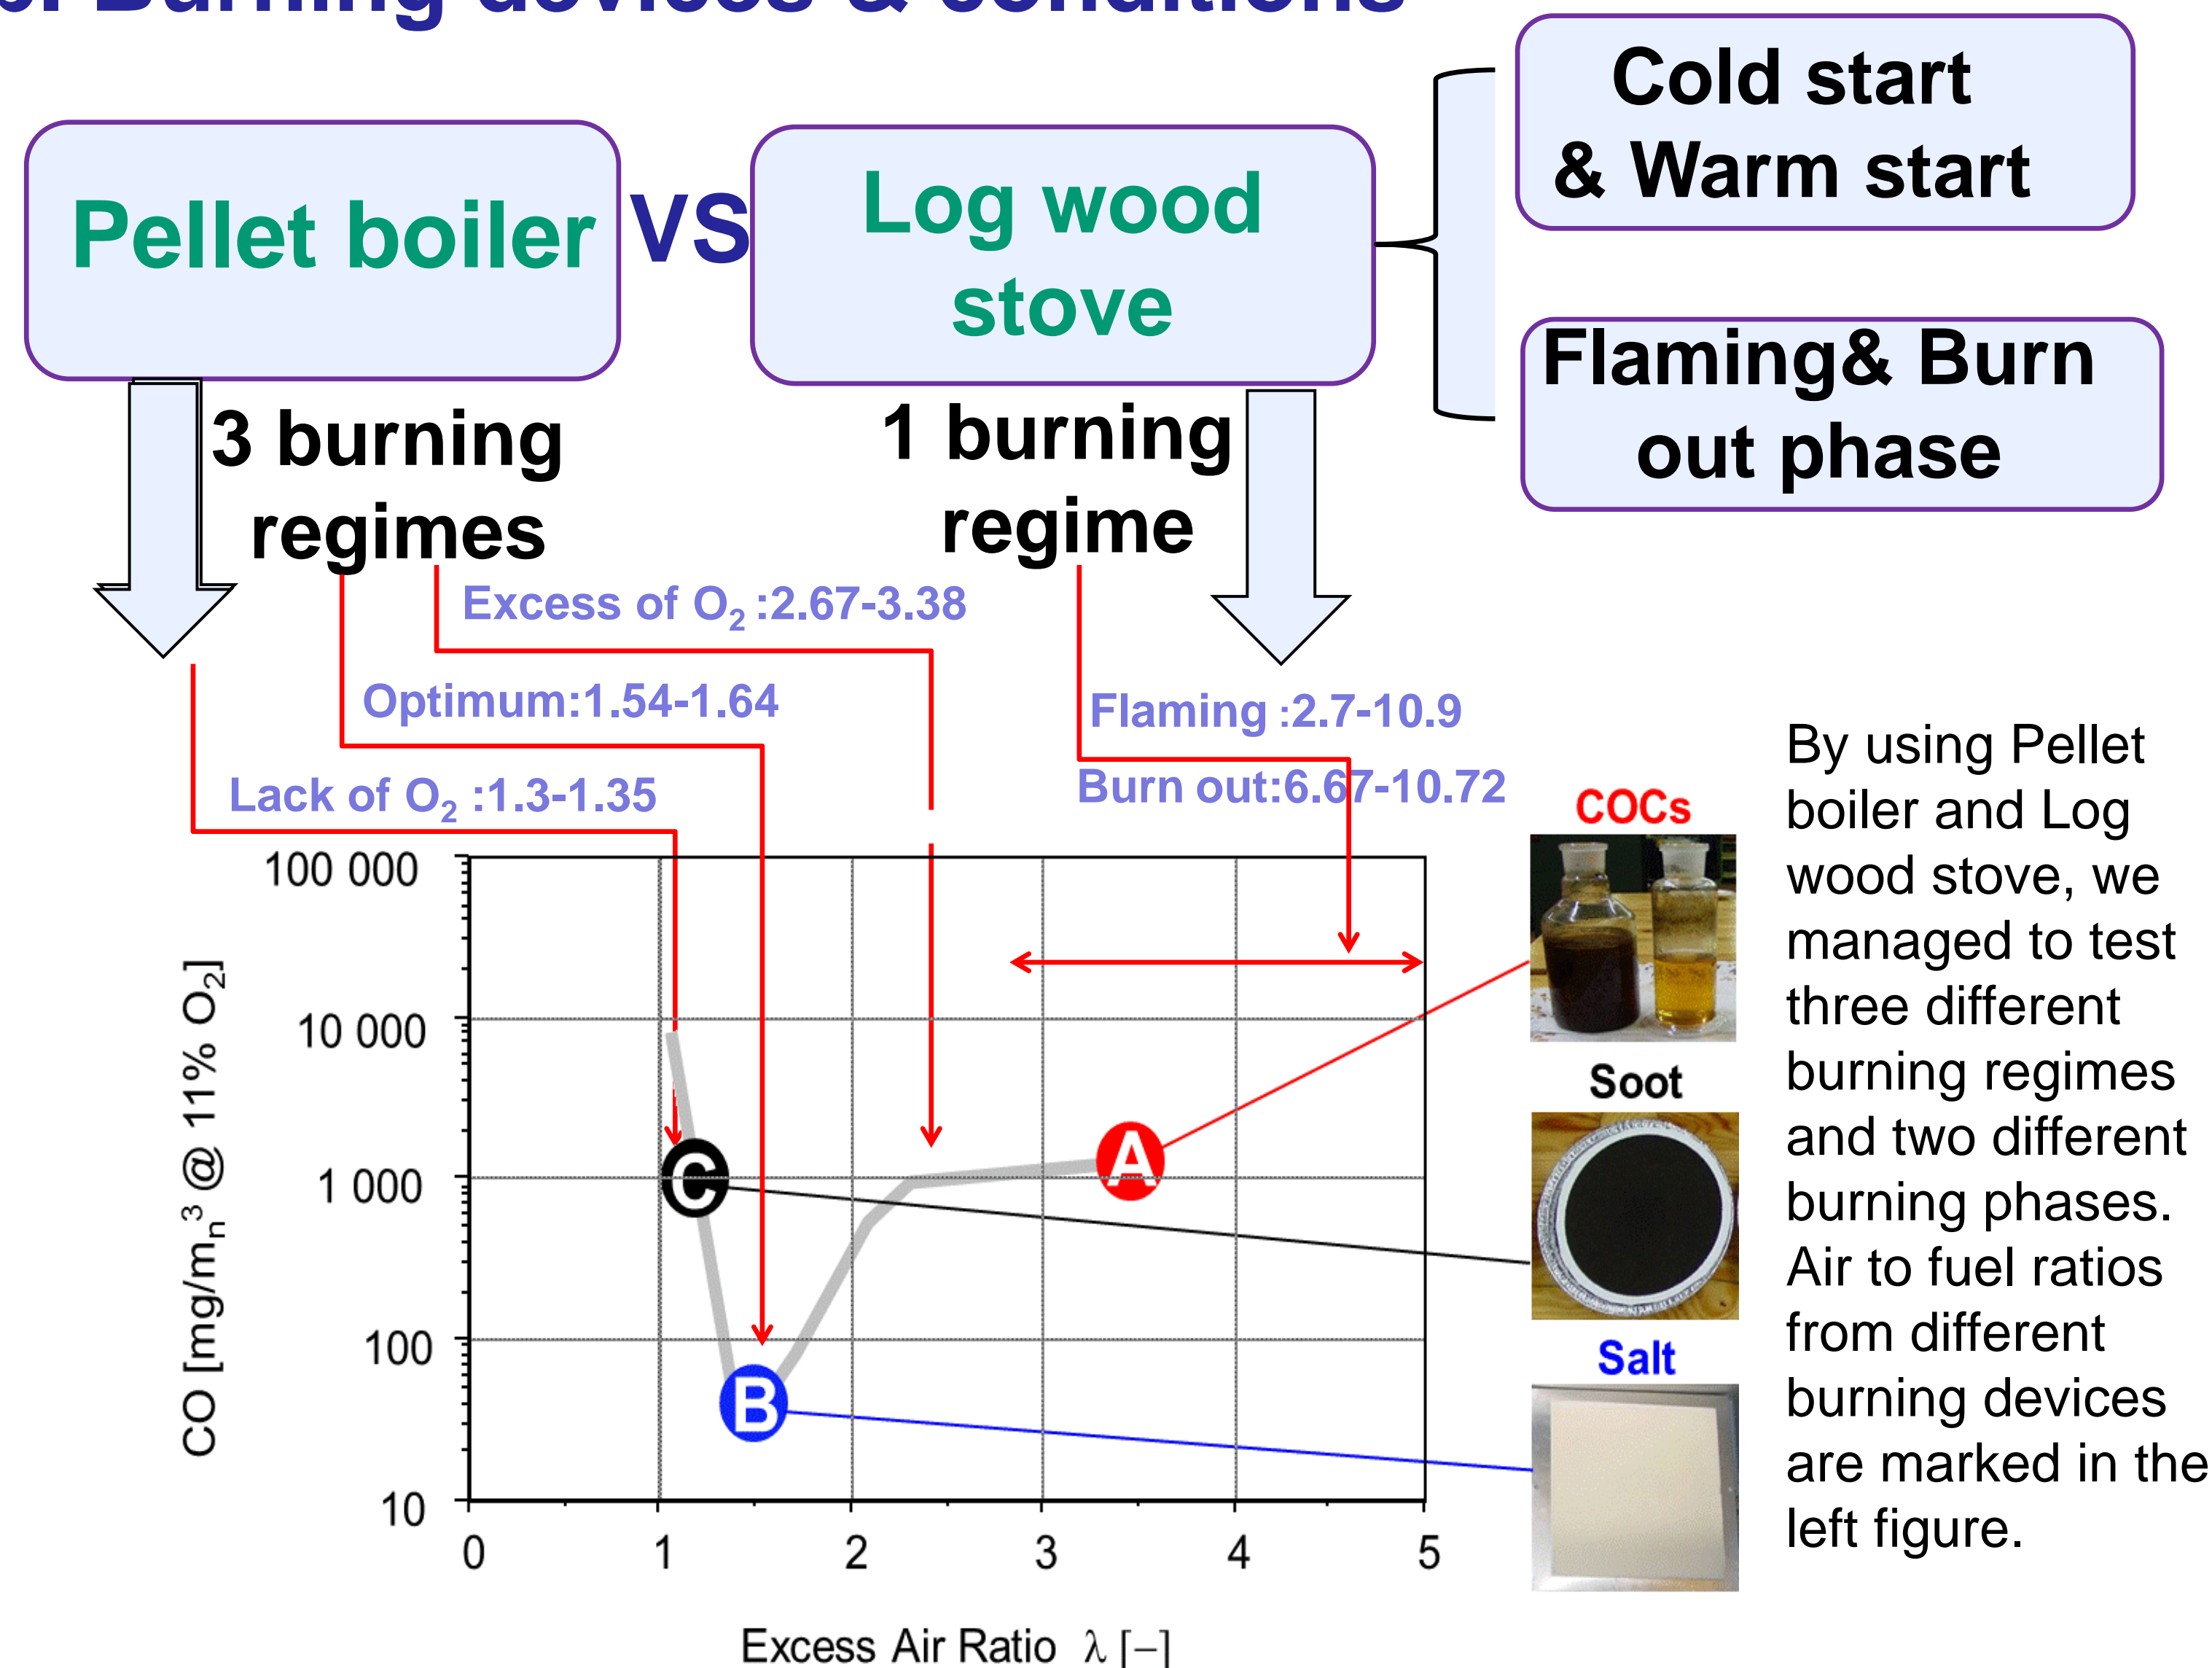 Burning devices & conditions
Cold start
& Warm start
Pellet boiler
VS
Log wood
stove
Flaming& Burn
out phase
3 burning
regimes
1 burning
regime
Excess of O₂ :2.67-3.38
Optimum:1.54-1.64
Lack of O₂ :1.3-1.35
Flaming :2.7-10.9
Burn out:6.67-10.72
CO [mg/mₙ³ @ 11% O₂]
100 000
10 000
1 000
100
10
0 1 2 3 4 5
Excess Air Ratio λ [–]
A
B
C
COCs
Soot
Salt
By using Pellet
boiler and Log
wood stove, we
managed to test
three different
burning regimes
and two different
burning phases.
Air to fuel ratios
from different
burning devices
are marked in the
left figure.